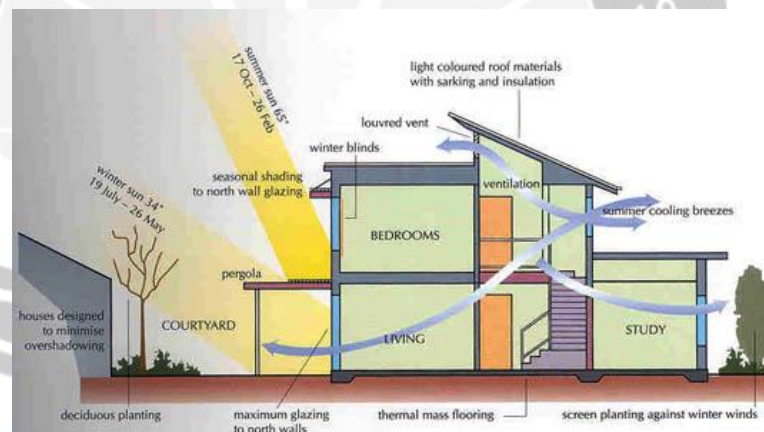 summer sun 65°
17 Oct - 26 Feb
light coloured roof materials
with sarking and insulation
louvred vent
winter blinds
winter sun 34°
19 July - 26 May
seasonal shading
to north wall glazing
ventilation
summer cooling breezes
BEDROOMS
pergola
houses designed
to minimise
overshadowing
COURTYARD
LIVING
STUDY
deciduous planting
maximum glazing
to north walls
thermal mass flooring
screen planting against winter winds